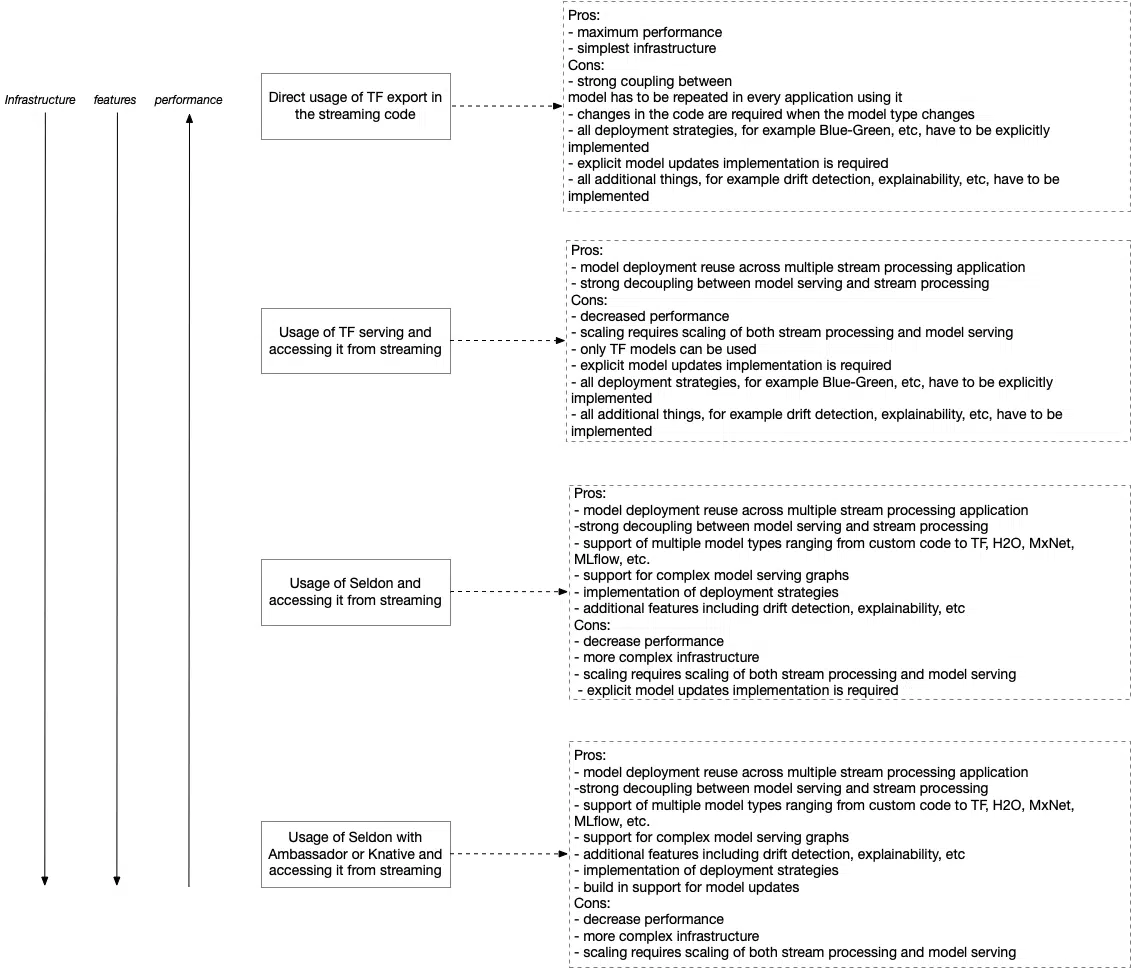 Infrastructure
features
performance
Direct usage of TF export in
the streaming code
Pros:
- maximum performance
- simplest infrastructure
Cons:
- strong coupling between
model has to be repeated in every application using it
- changes in the code are required when the model type changes
- all deployment strategies, for example Blue-Green, etc, have to be explicitly
implemented
- explicit model updates implementation is required
- all additional things, for example drift detection, explainability, etc, have to be
implemented
Usage of TF serving and
accessing it from streaming
Pros:
- model deployment reuse across multiple stream processing application
- strong decoupling between model serving and stream processing
Cons:
- decreased performance
- scaling requires scaling of both stream processing and model serving
- only TF models can be used
- explicit model updates implementation is required
- all deployment strategies, for example Blue-Green, etc, have to be explicitly
implemented
- all additional things, for example drift detection, explainability, etc, have to be
implemented
Usage of Seldon and
accessing it from streaming
Pros:
- model deployment reuse across multiple stream processing application
-strong decoupling between model serving and stream processing
- support of multiple model types ranging from custom code to TF, H2O, MxNet,
MLflow, etc.
- support for complex model serving graphs
- implementation of deployment strategies
- additional features including drift detection, explainability, etc
Cons:
- decrease performance
- more complex infrastructure
- scaling requires scaling of both stream processing and model serving
- explicit model updates implementation is required
Usage of Seldon with
Ambassador or Knative and
accessing it from streaming
Pros:
- model deployment reuse across multiple stream processing application
-strong decoupling between model serving and stream processing
- support of multiple model types ranging from custom code to TF, H2O, MxNet,
MLflow, etc.
- support for complex model serving graphs
- additional features including drift detection, explainability, etc
- implementation of deployment strategies
- build in support for model updates
Cons:
- decrease performance
- more complex infrastructure
- scaling requires scaling of both stream processing and model serving